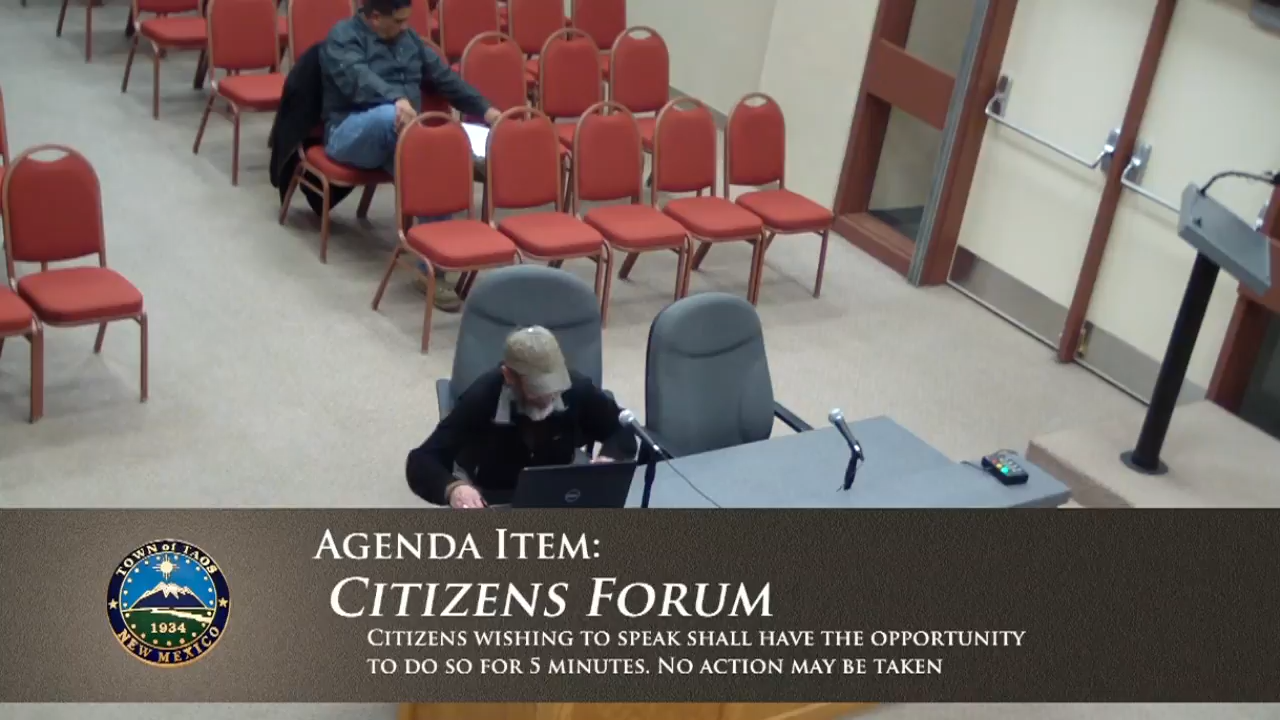 Agenda Item:
Citizens Forum
Citizens wishing to speak shall have the opportunity
to do so for 5 minutes. No action may be taken
TOWN of TAOS
1934
NEW MEXICO
DELL